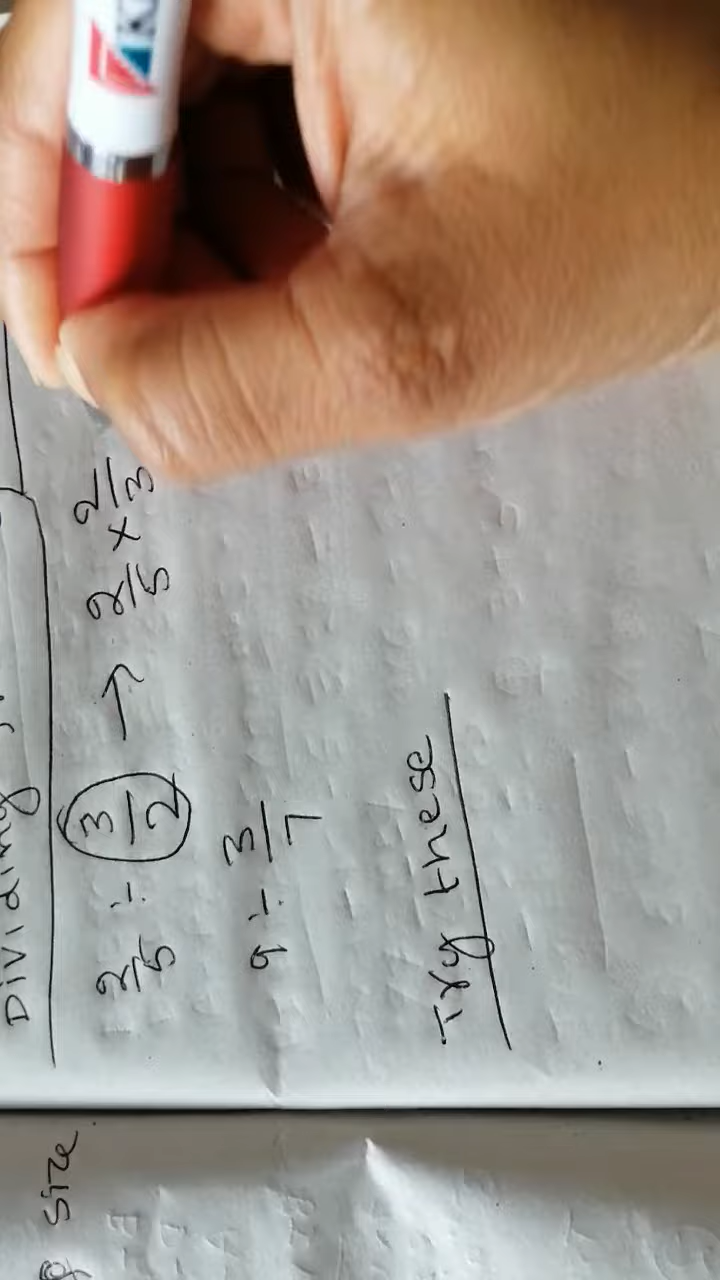 Dividing
2/5 ÷ 3/2 → 2/5 × 2/3
9 ÷ 3/7
Try these
size